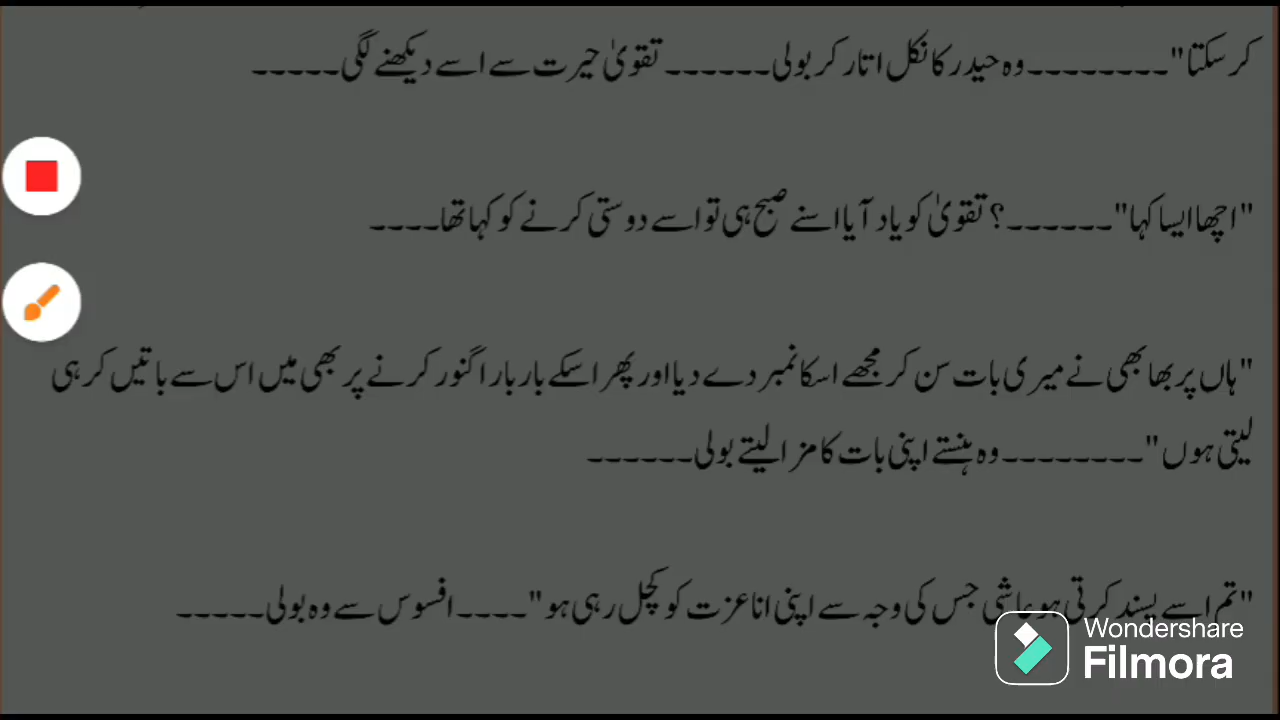 کر سکتا"--------وہ حیدر کا نکل اتار کر بولی------ تقویٰ حیرت سے اسے دیکھنے لگی-----
"اچھا ایسا کہا"------؟ تقویٰ کو یاد آیا اسنے صبح ہی تو اسے دوستی کرنے کو کہا تھا----
"ہاں پر بھابھی نے میری بات سن کر مجھے اسکا نمبر دے دیا اور پھر اسکے بار بار اگنور کرنے پر بھی میں اس سے باتیں کر ہی
لیتی ہوں"--------وہ ہنستے اپنی بات کا مزا لیتے بولی------
"تم اسے پسند کرتی ہو جس کی وجہ سے اپنی انا عزت کو کچل رہی ہو"----افسوس سے وہ بولی-----
Wondershare
Filmora